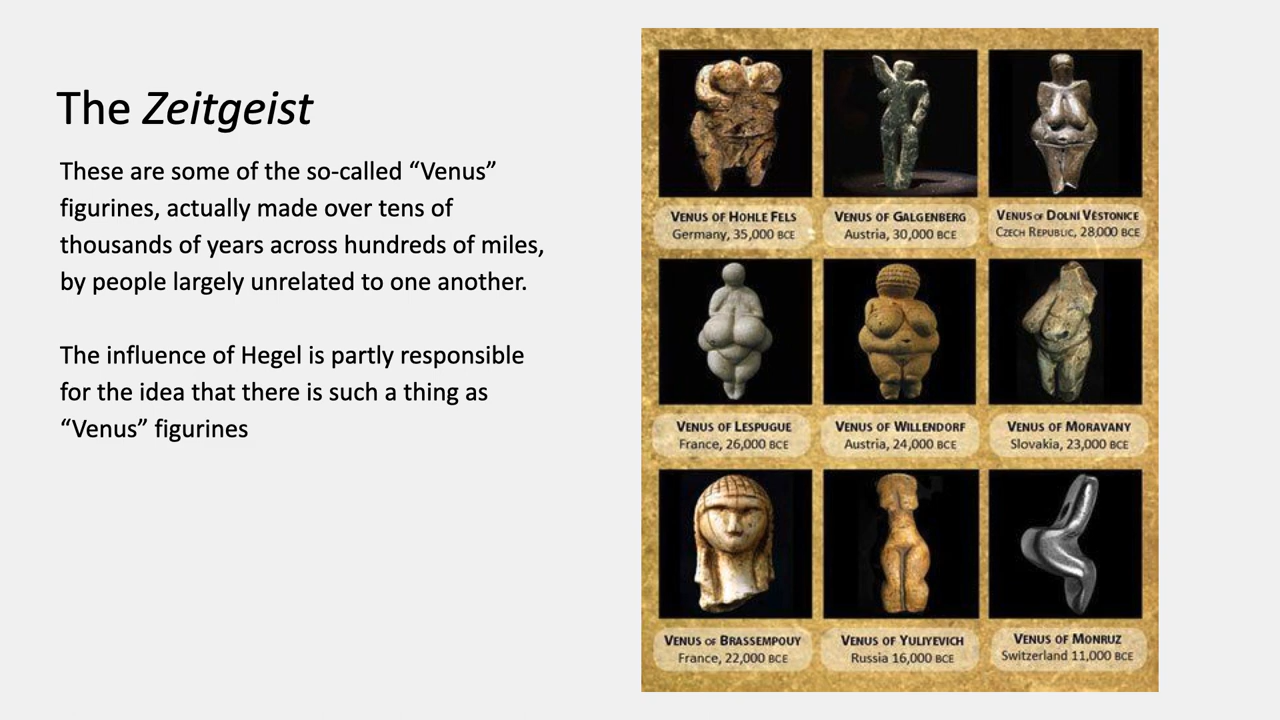 The Zeitgeist
These are some of the so-called “Venus”
figurines, actually made over tens of
thousands of years across hundreds of miles,
by people largely unrelated to one another.
The influence of Hegel is partly responsible
for the idea that there is such a thing as
“Venus” figurines
VENUS OF HOHLE FELS
Germany, 35,000 BCE
VENUS OF GALGENBERG
Austria, 30,000 BCE
VENUS OF DOLNÍ VĚSTONICE
CZECH REPUBLIC, 28,000 BCE
VENUS OF LESPUGUE
France, 26,000 BCE
VENUS OF WILLENDORF
Austria, 24,000 BCE
VENUS OF MORAVANY
Slovakia, 23,000 BCE
VENUS OF BRASSEMPOUY
France, 22,000 BCE
VENUS OF YULIYEVICH
Russia 16,000 BCE
VENUS OF MONRUZ
Switzerland 11,000 BCE